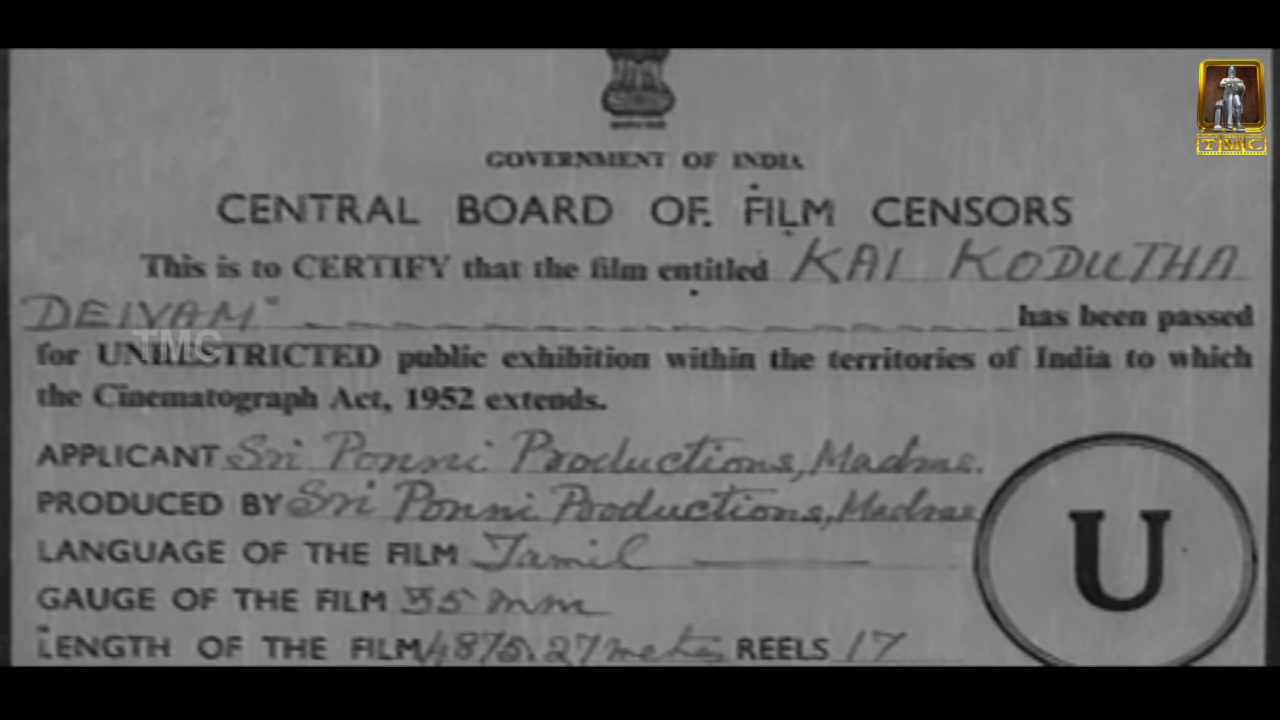 GOVERNMENT OF INDIA
CENTRAL BOARD OF FILM CENSORS
This is to CERTIFY that the film entitled KAI KODUTHA
DEIVAM" has been passed
for UNRESTRICTED public exhibition within the territories of India to which
the Cinematograph Act, 1952 extends.
APPLICANT Sri Ponni Productions, Madras.
PRODUCED BY Sri Ponni Productions, Madras
LANGUAGE OF THE FILM Tamil
GAUGE OF THE FILM 35 mm
LENGTH OF THE FILM 4875.27 metes REELS 17
U
TMC
TMC